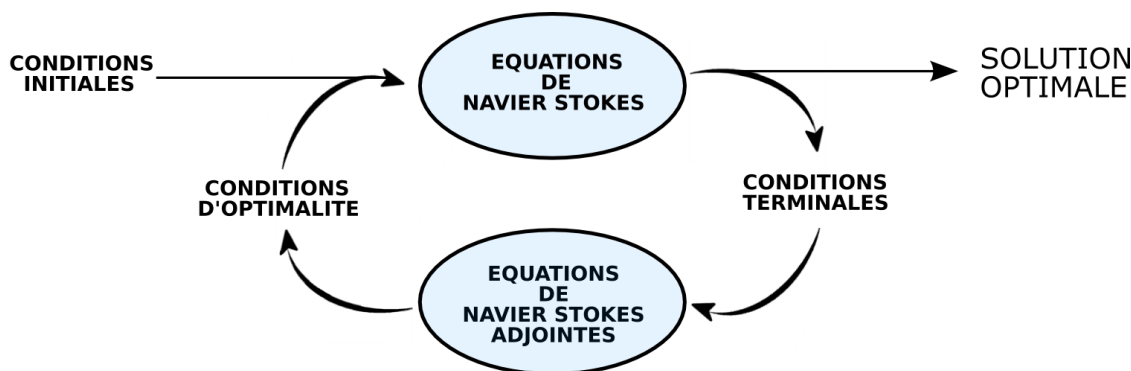 CONDITIONS
INITIALES
EQUATIONS
DE
NAVIER STOKES
SOLUTION
OPTIMALE
CONDITIONS
TERMINALES
EQUATIONS
DE
NAVIER STOKES
ADJOINTES
CONDITIONS
D'OPTIMALITE